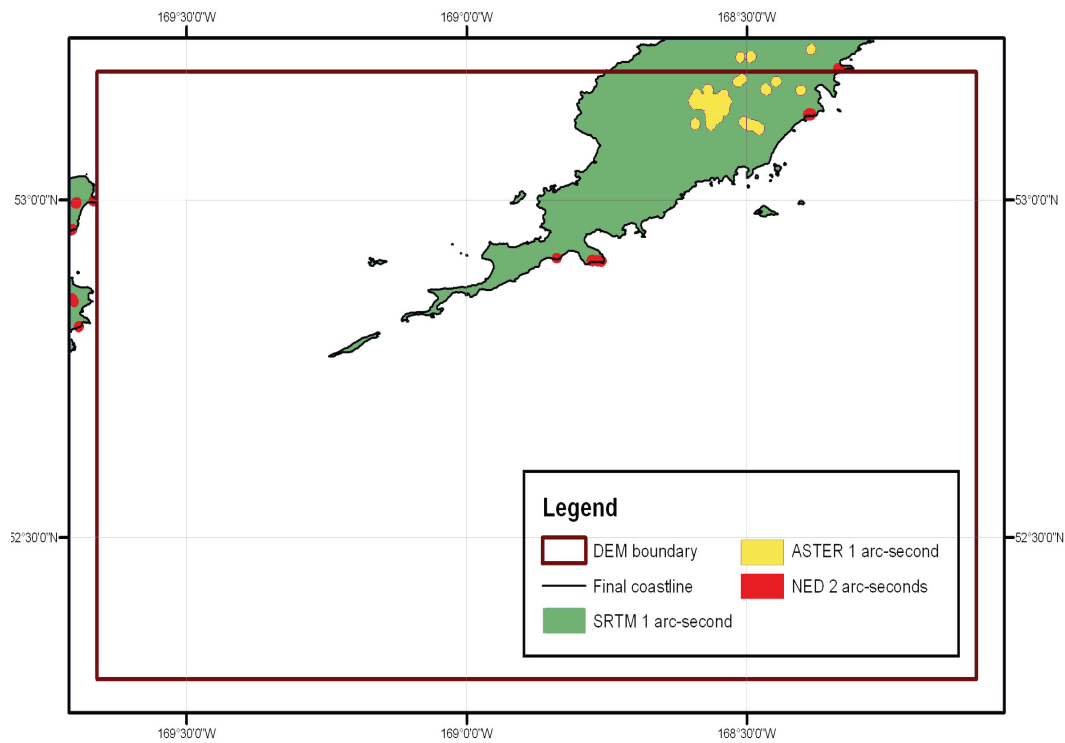 169°30'0"W 169°0'0"W 168°30'0"W
53°0'0"N 53°0'0"N
52°30'0"N 52°30'0"N
Legend
DEM boundary
ASTER 1 arc-second
Final coastline
NED 2 arc-seconds
SRTM 1 arc-second
169°30'0"W 169°0'0"W 168°30'0"W